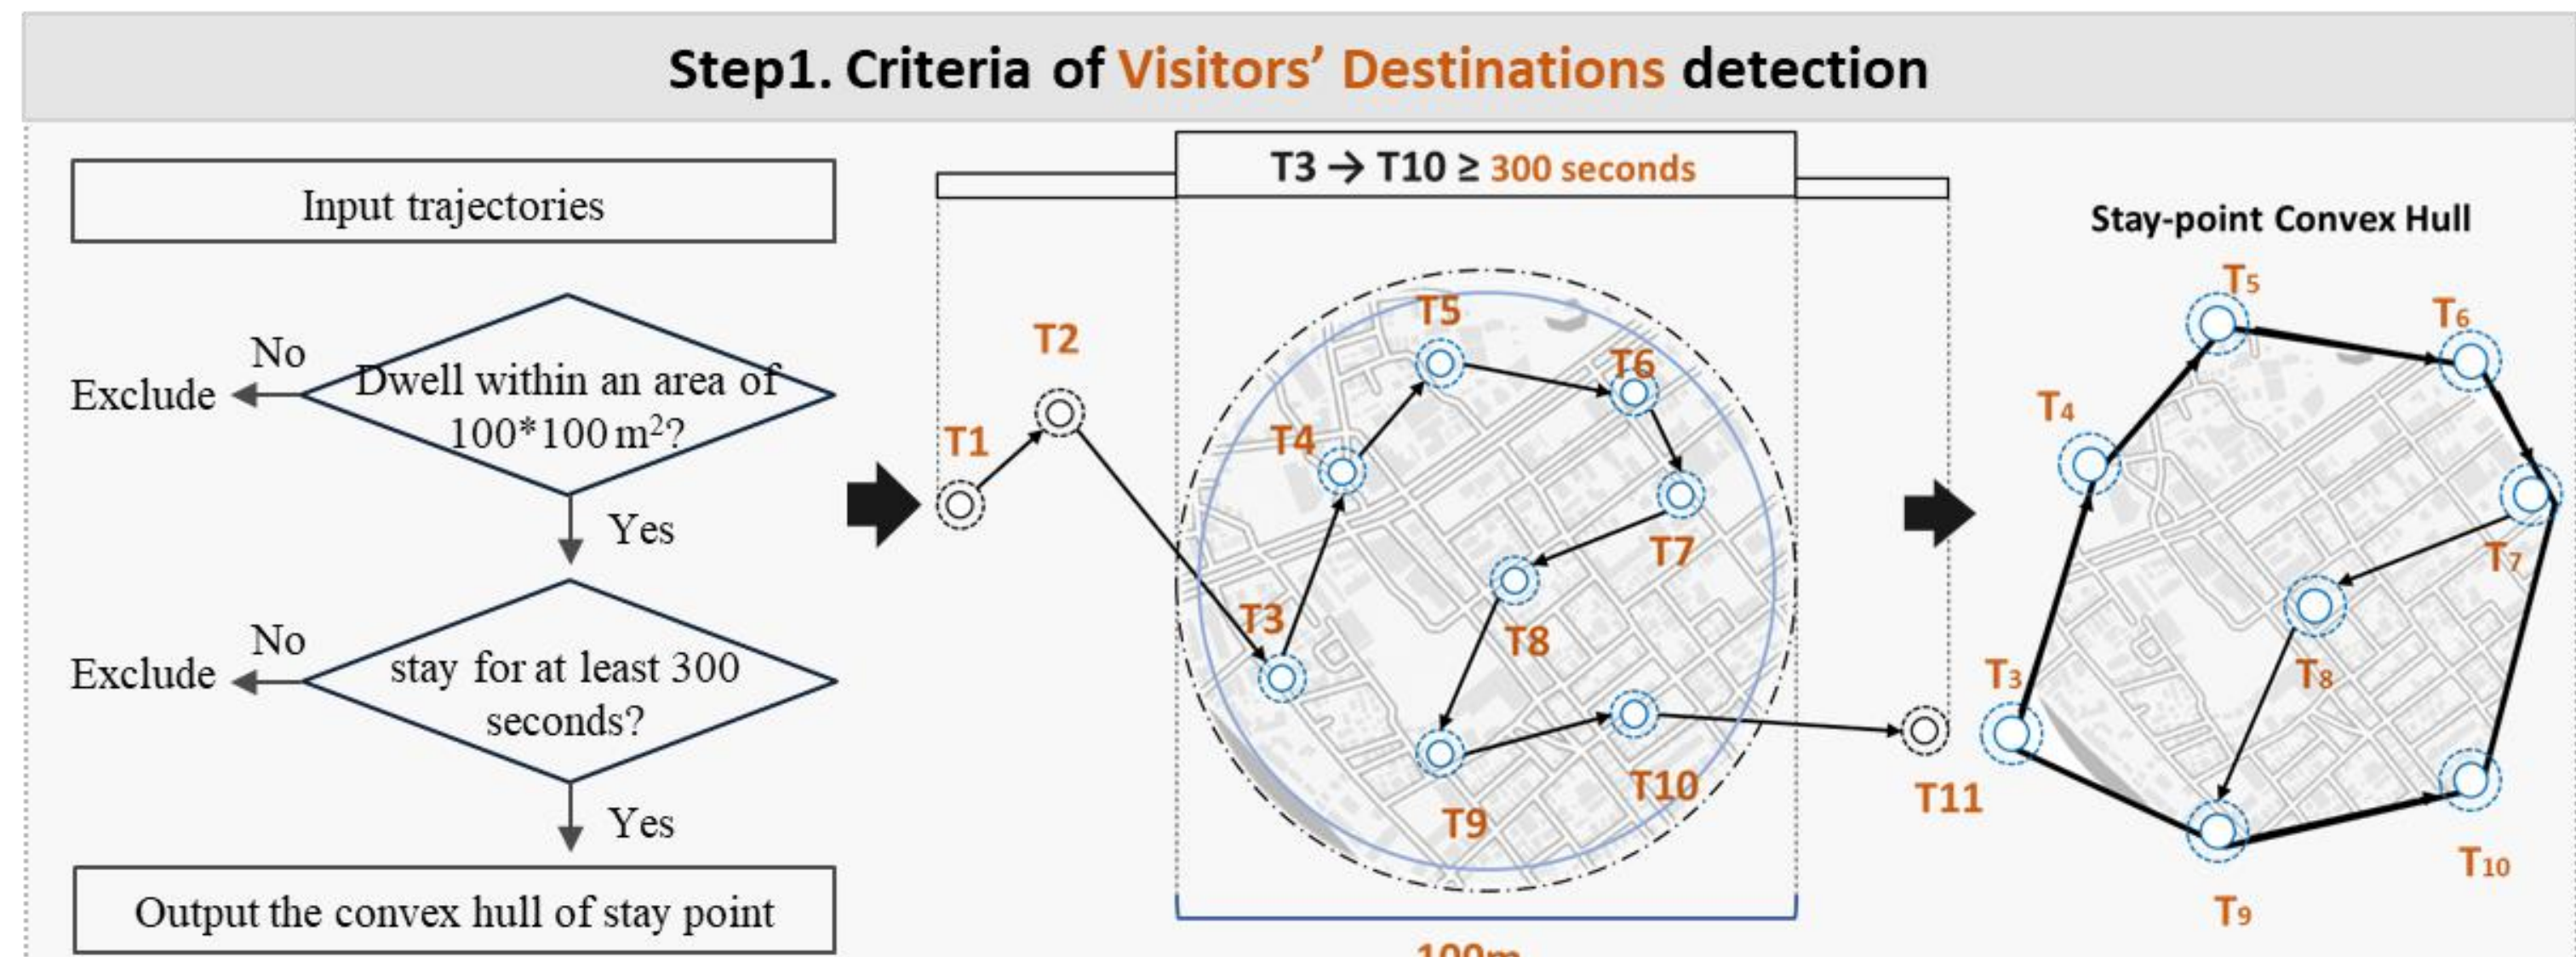 Step1. Criteria of Visitors' Destinations detection
Input trajectories
Dwell within an area of
100*100 m²?
No
Exclude
Yes
stay for at least 300
seconds?
No
Exclude
Yes
Output the convex hull of stay point
T3 → T10 ≥ 300 seconds
T1
T2
T3
T4
T5
T6
T7
T8
T9
T10
T11
100m
Stay-point Convex Hull
T3
T4
T5
T6
T7
T8
T9
T10